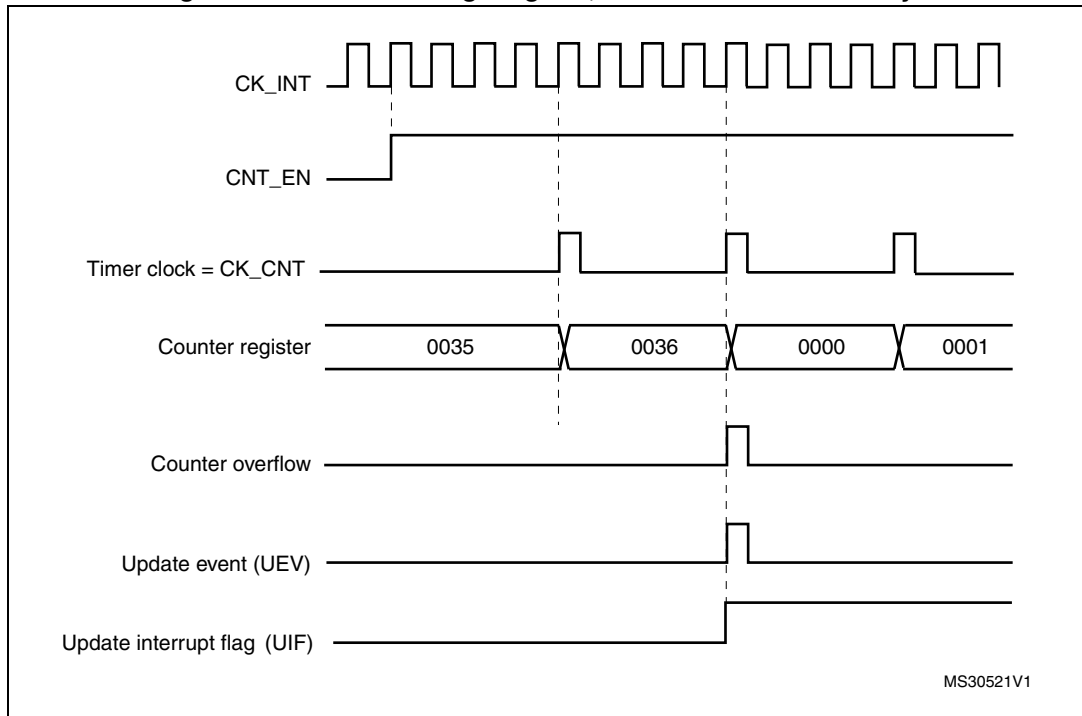 CK_INT
CNT_EN
Timer clock = CK_CNT
Counter register 0035 0036 0000 0001
Counter overflow
Update event (UEV)
Update interrupt flag (UIF)
MS30521V1